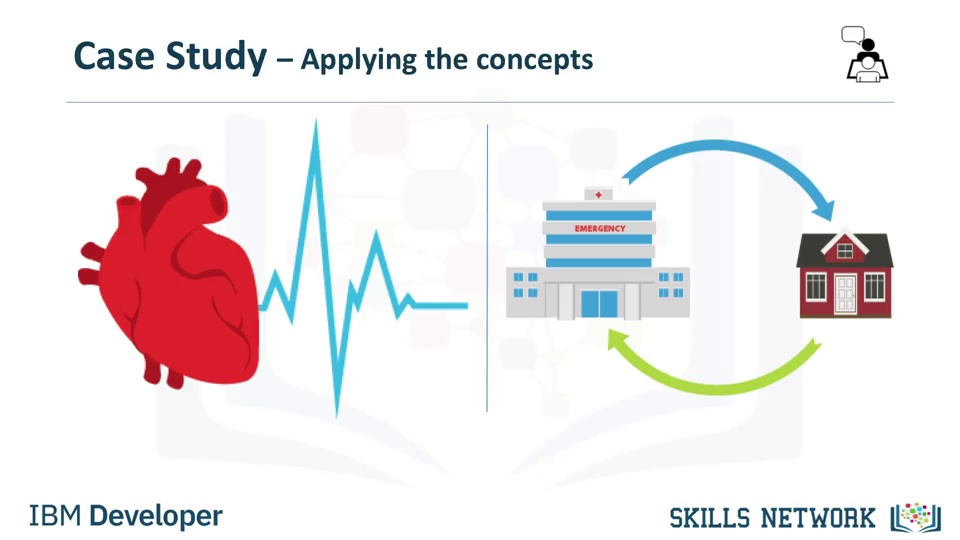 Case Study – Applying the concepts
EMERGENCY
IBM Developer
SKILLS NETWORK